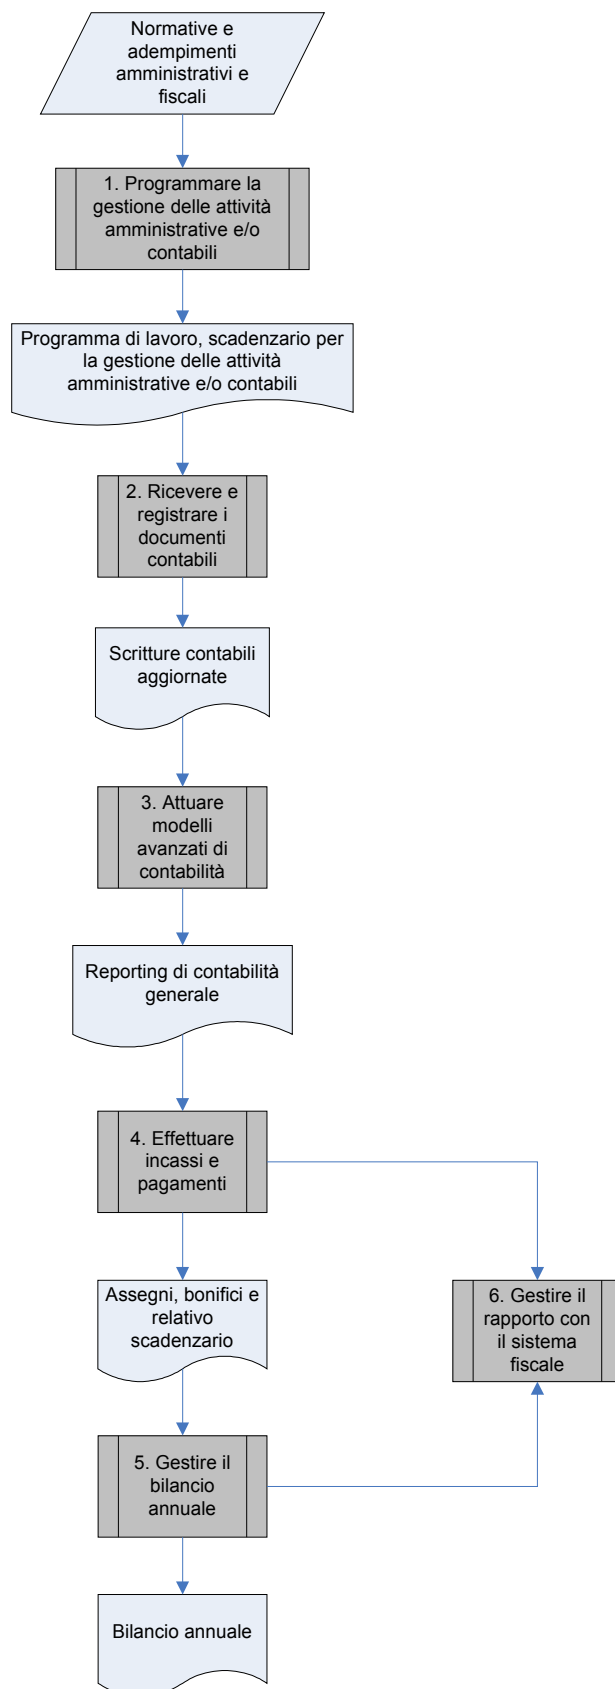 Normative e
adempimenti
amministrativi e
fiscali
1. Programmare la
gestione delle attività
amministrative e/o
contabili
Programma di lavoro, scadenzario per
la gestione delle attività
amministrative e/o contabili
2. Ricevere e
registrare i
documenti
contabili
Scritture contabili
aggiornate
3. Attuare
modelli
avanzati di
contabilità
Reporting di contabilità
generale
4. Effettuare
incassi e
pagamenti
Assegni, bonifici e
relativo
scadenzario
6. Gestire il
rapporto con
il sistema
fiscale
5. Gestire il
bilancio
annuale
Bilancio annuale